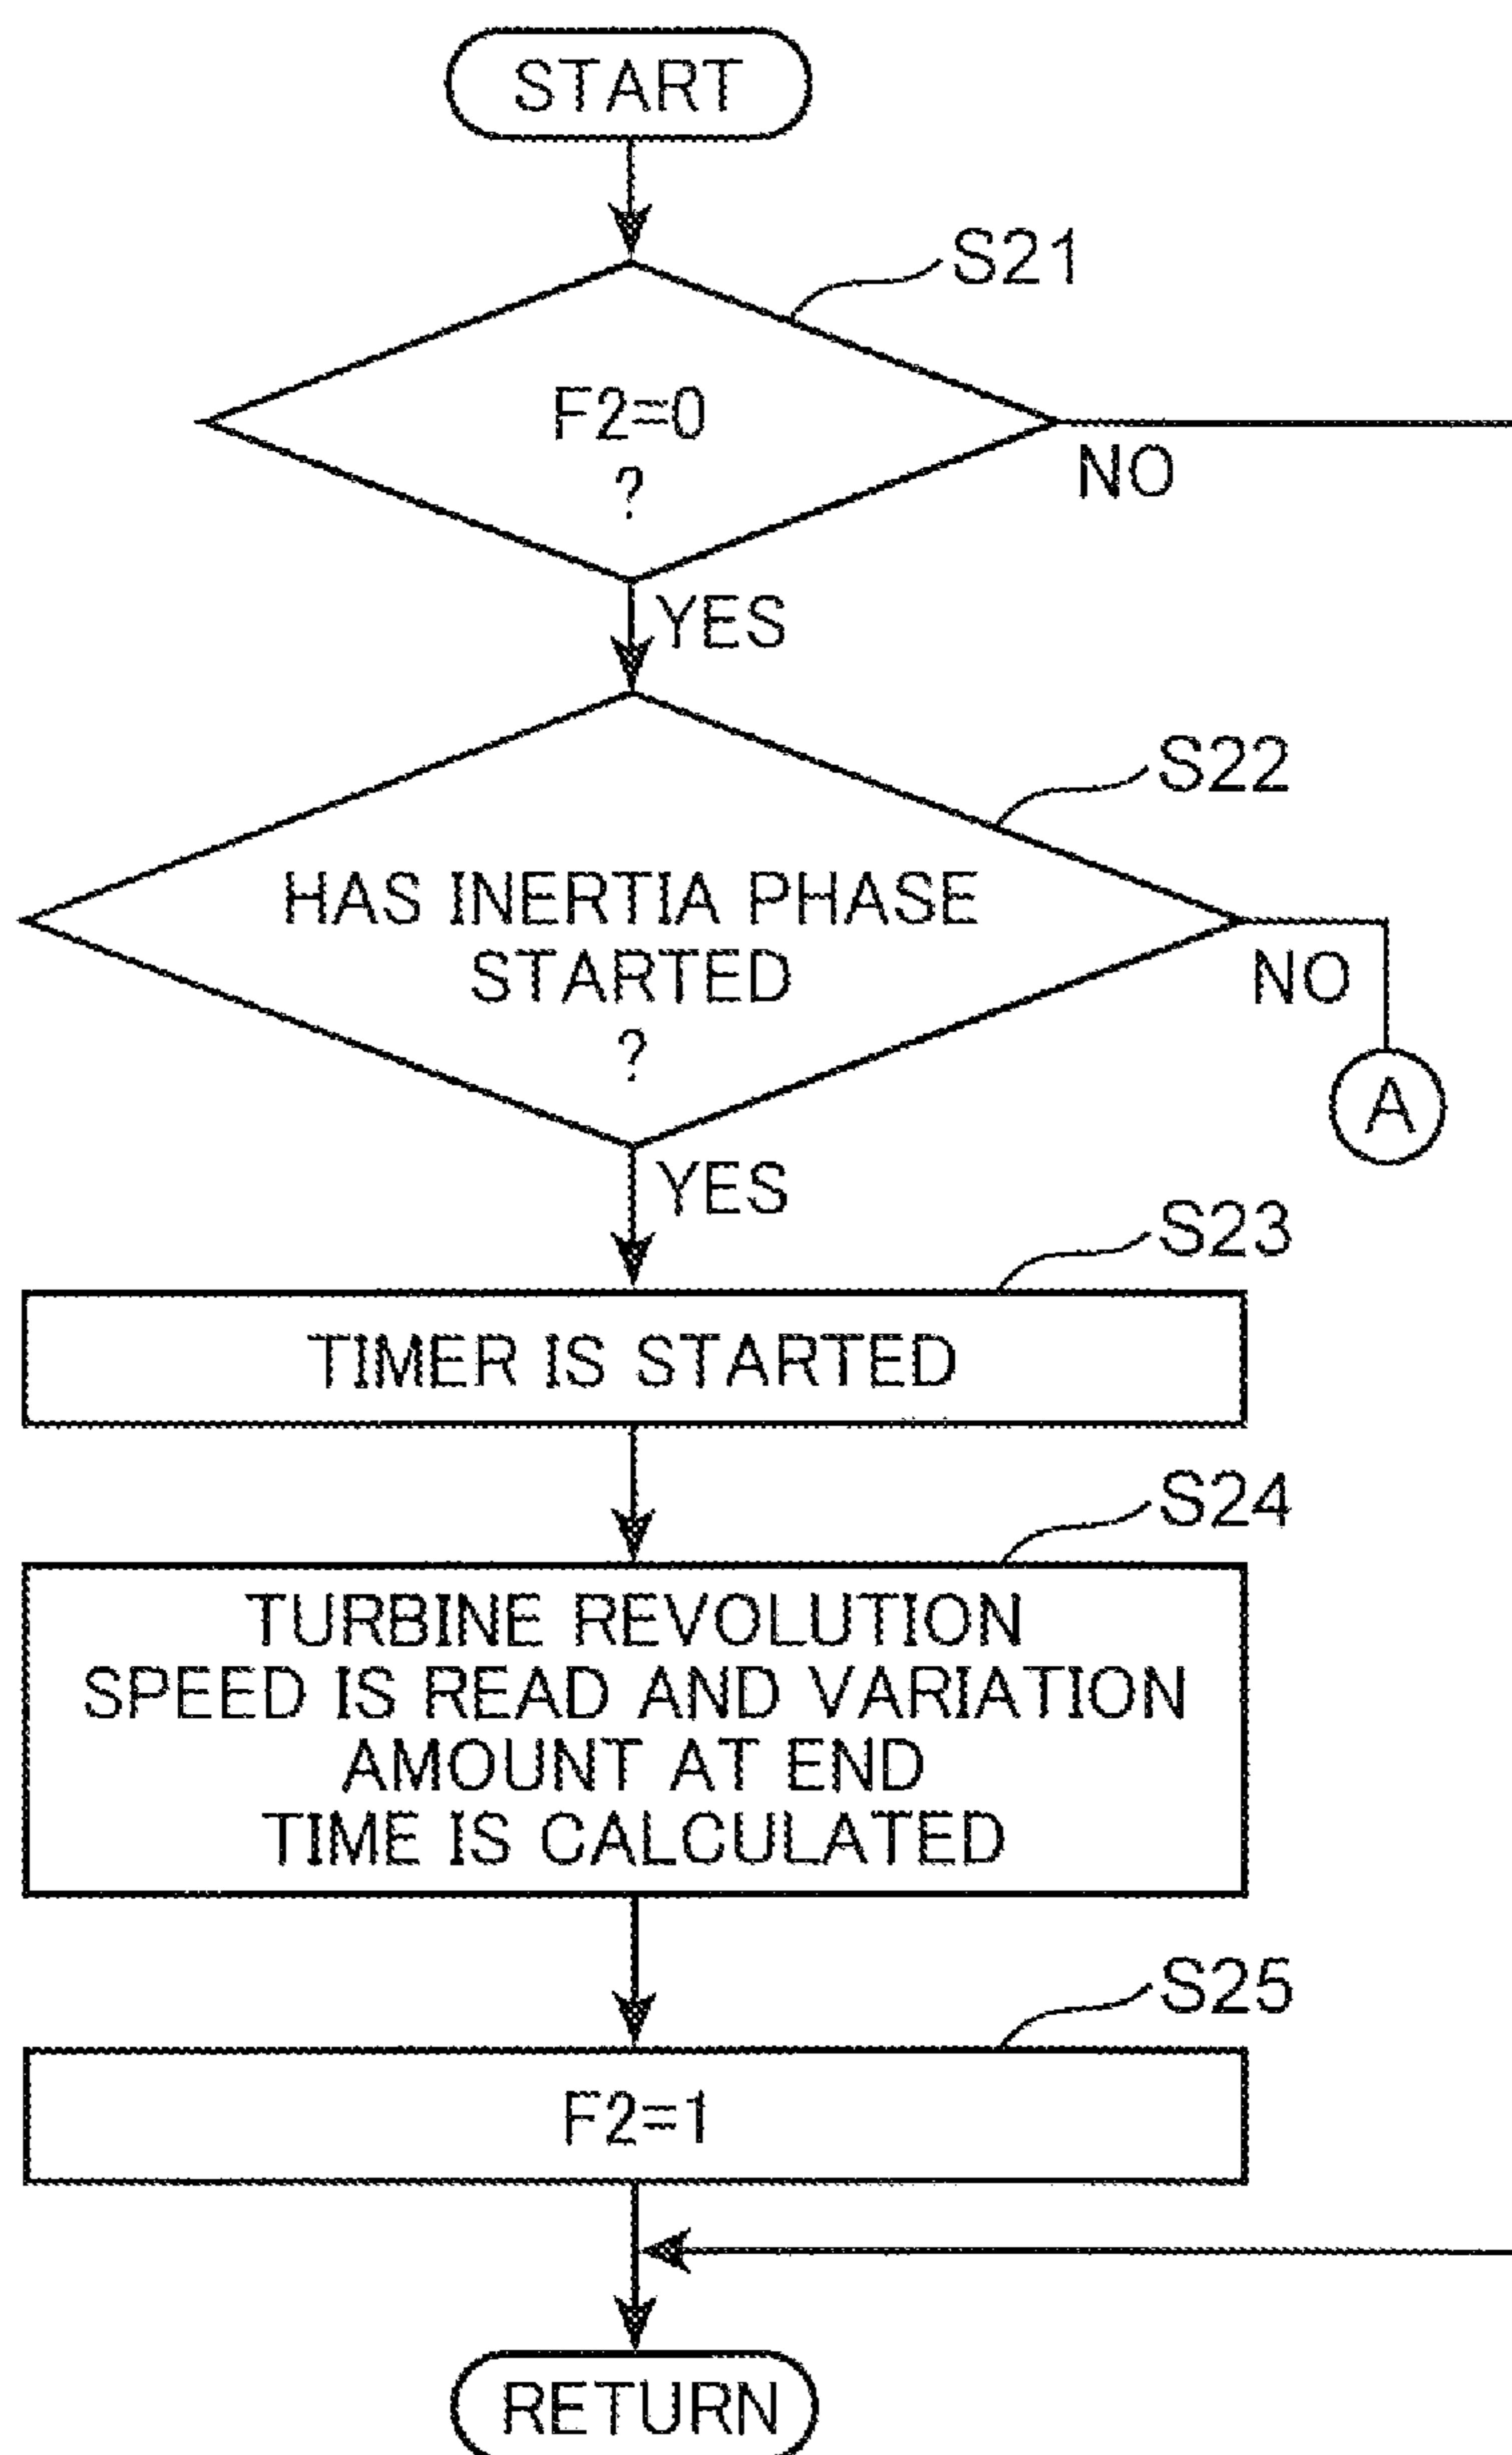 START
S21
F2=0
?
NO
YES
S22
HAS INERTIA PHASE
STARTED
?
NO
A
YES
S23
TIMER IS STARTED
S24
TURBINE REVOLUTION
SPEED IS READ AND VARIATION
AMOUNT AT END
TIME IS CALCULATED
S25
F2=1
RETURN